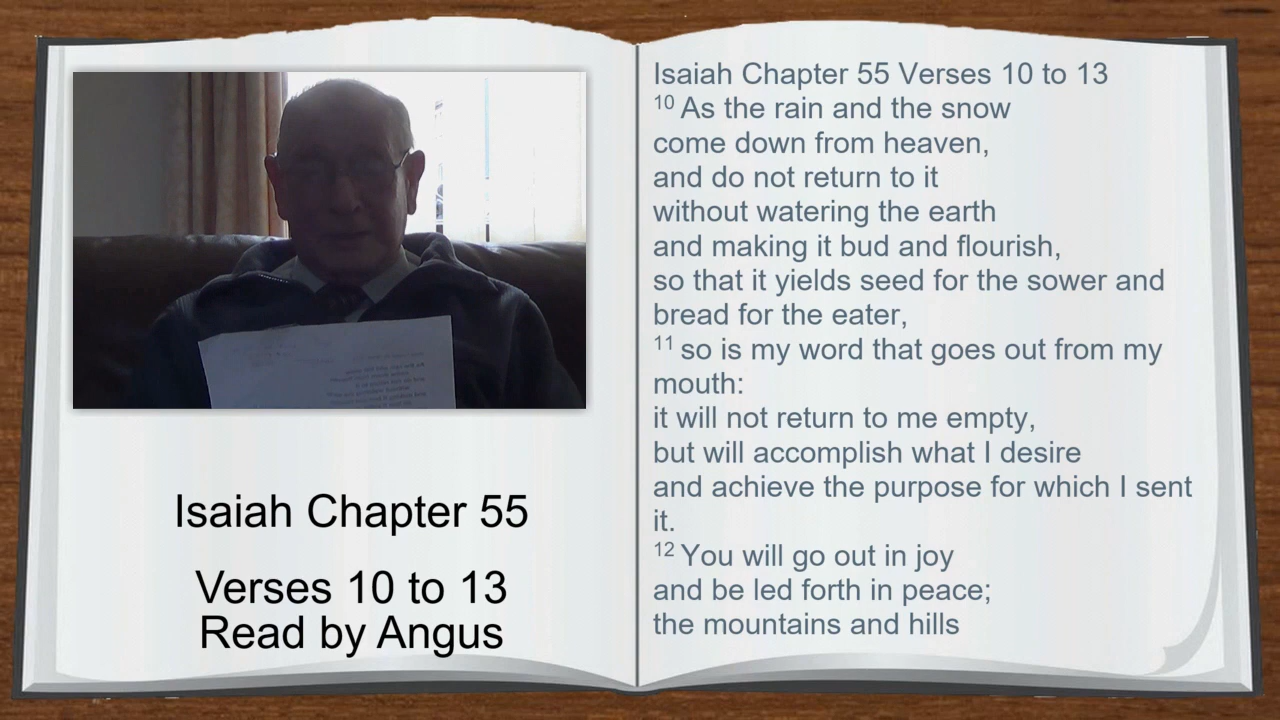 Isaiah Chapter 55
Verses 10 to 13
Read by Angus
Isaiah Chapter 55 Verses 10 to 13
10 As the rain and the snow
come down from heaven,
and do not return to it
without watering the earth
and making it bud and flourish,
so that it yields seed for the sower and
bread for the eater,
11 so is my word that goes out from my
mouth:
it will not return to me empty,
but will accomplish what I desire
and achieve the purpose for which I sent
it.
12 You will go out in joy
and be led forth in peace;
the mountains and hills